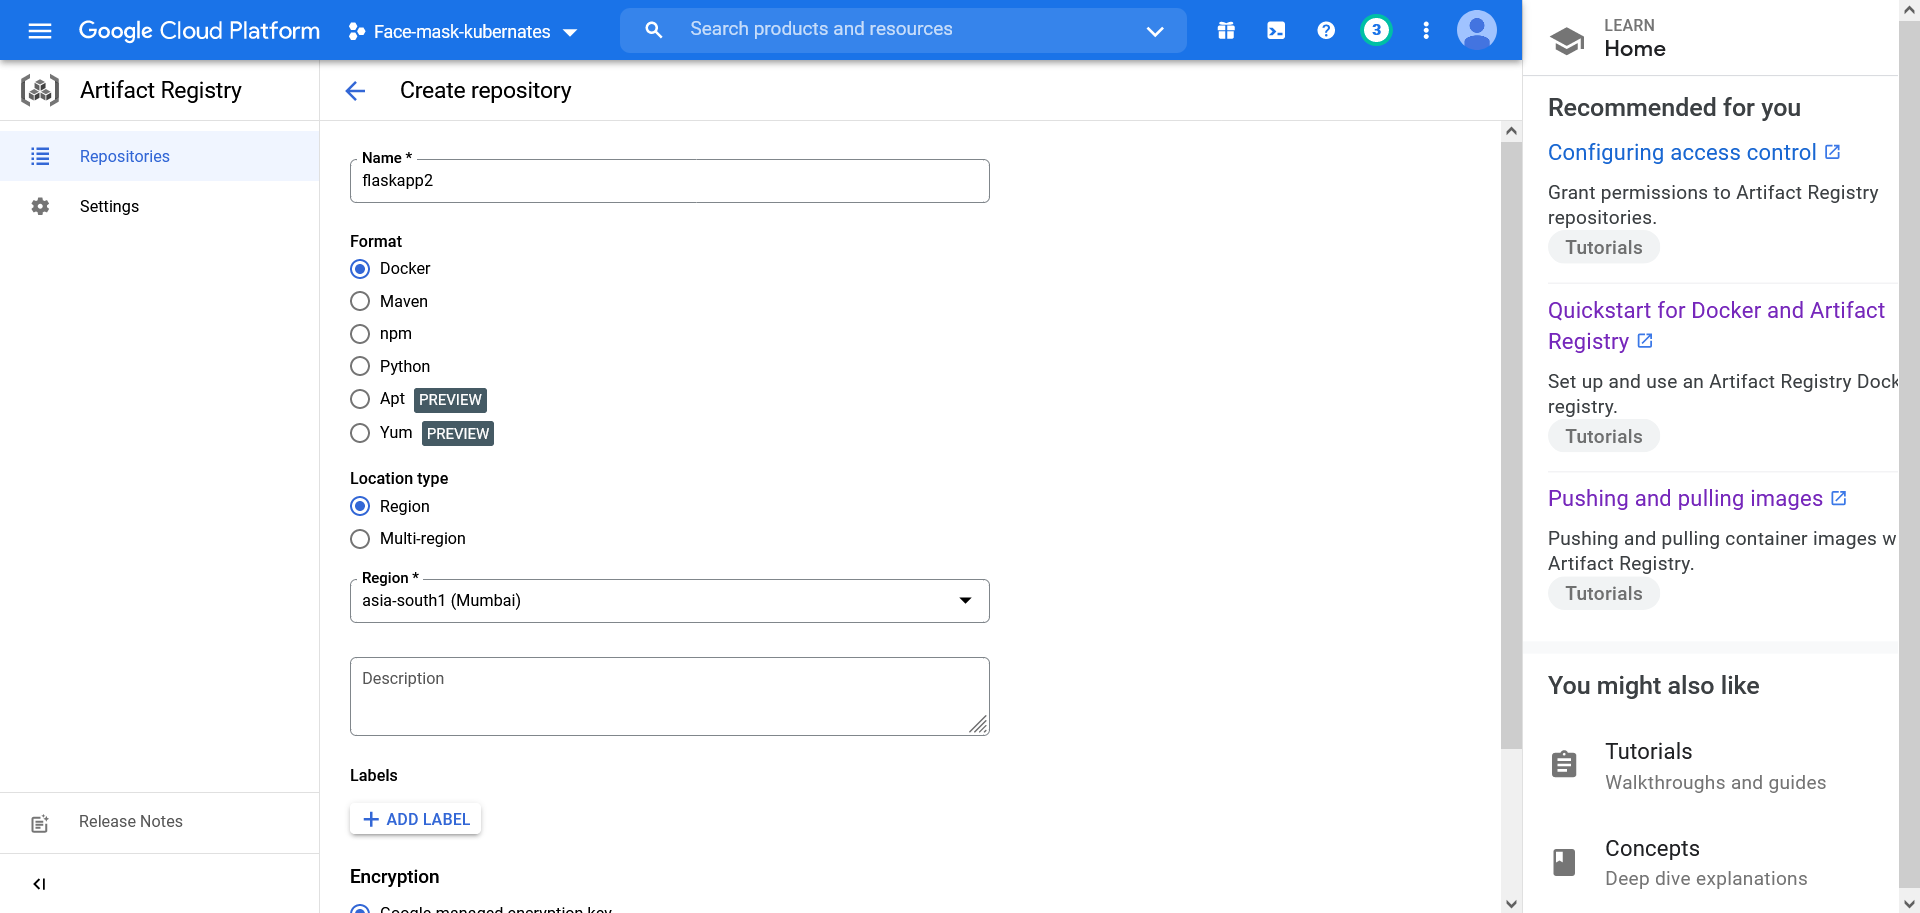 Google Cloud Platform
Face-mask-kubernates
Search products and resources
3
Artifact Registry
Create repository
Repositories
Settings
Release Notes
Name *
flaskapp2
Format
Docker
Maven
npm
Python
Apt PREVIEW
Yum PREVIEW
Location type
Region
Multi-region
Region *
asia-south1 (Mumbai)
Description
Labels
ADD LABEL
Encryption
Google-managed encryption key
LEARN
Home
Recommended for you
Configuring access control
Grant permissions to Artifact Registry
repositories.
Tutorials
Quickstart for Docker and Artifact
Registry
Set up and use an Artifact Registry Dock
registry.
Tutorials
Pushing and pulling images
Pushing and pulling container images w
Artifact Registry.
Tutorials
You might also like
Tutorials
Walkthroughs and guides
Concepts
Deep dive explanations